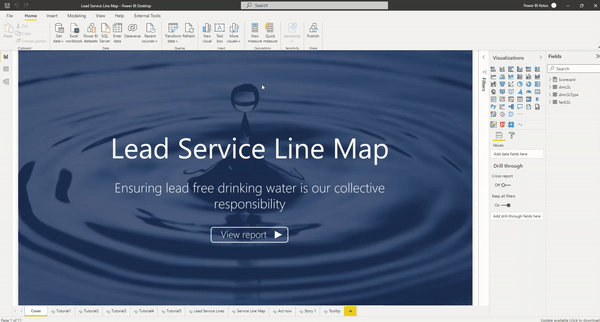 Lead Service Line Map - Power BI Desktop
Power BI Retos
File Home Insert Modeling View Help External Tools
Paste Cut Copy Format painter
Get data Excel workbook Power BI datasets SQL Server Enter data Dataverse Recent sources
Transform data Refresh
New visual Text box More visuals
New measure Quick measure
Sensitivity
Publish
Clipboard Data Queries Insert Calculations Sensitivity Share
Lead Service Line Map
Ensuring lead free drinking water is our collective
responsibility
View report
Filters
Visualizations
Values
Add data fields here
Drill through
Cross-report
Off
Keep all filters
On
Add drill-through fields here
Fields
Search
Scorecard
dimLSL
dimLSLType
factLSL
Cover Tutorial1 Tutorial2 Tutorial3 Tutorial4 Tutorial5 Lead Service Lines Service Line Map Act now Story 1 Tooltip
Page 1 of 11
Update available (click to download)